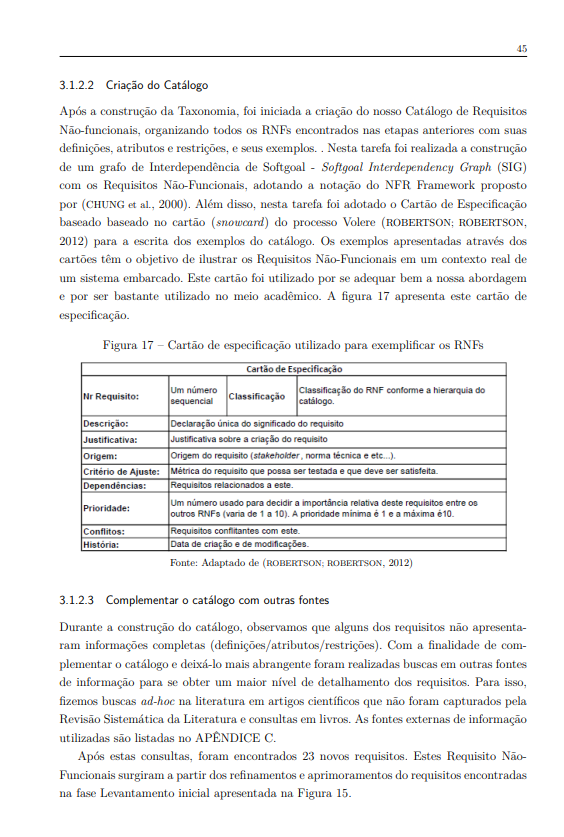 45
3.1.2.2 Criação do Catálogo
Após a construção da Taxonomia, foi iniciada a criação do nosso Catálogo de Requisitos
Não-funcionais, organizando todos os RNFs encontrados nas etapas anteriores com suas
definições, atributos e restrições, e seus exemplos. . Nesta tarefa foi realizada a construção
de um grafo de Interdependência de Softgoal - Softgoal Interdependency Graph (SIG)
com os Requisitos Não-Funcionais, adotando a notação do NFR Framework proposto
por (CHUNG et al., 2000). Além disso, nesta tarefa foi adotado o Cartão de Especificação
baseado baseado no cartão (snowcard) do processo Volere (ROBERTSON; ROBERTSON,
2012) para a escrita dos exemplos do catálogo. Os exemplos apresentadas através dos
cartões têm o objetivo de ilustrar os Requisitos Não-Funcionais em um contexto real de
um sistema embarcado. Este cartão foi utilizado por se adequar bem a nossa abordagem
e por ser bastante utilizado no meio acadêmico. A figura 17 apresenta este cartão de
especificação.
Figura 17 – Cartão de especificação utilizado para exemplificar os RNFs
Cartão de Especificação
Nr Requisito: Um número sequencial Classificação Classificação do RNF conforme a hierarquia do catálogo.
Descrição: Declaração única do significado do requisito
Justificativa: Justificativa sobre a criação do requisito
Origem: Origem do requisito (stakeholder, norma técnica e etc...).
Critério de Ajuste: Métrica do requisito que possa ser testada e que deve ser satisfeita.
Dependências: Requisitos relacionados a este.
Prioridade: Um número usado para decidir a importância relativa deste requisitos entre os
outros RNFs (varia de 1 a 10). A prioridade mínima é 1 e a máxima é10.
Conflitos: Requisitos conflitantes com este.
História: Data de criação e de modificações.
Fonte: Adaptado de (ROBERTSON; ROBERTSON, 2012)
3.1.2.3 Complementar o catálogo com outras fontes
Durante a construção do catálogo, observamos que alguns dos requisitos não apresenta-
ram informações completas (definições/atributos/restrições). Com a finalidade de com-
plementar o catálogo e deixá-lo mais abrangente foram realizadas buscas em outras fontes
de informação para se obter um maior nível de detalhamento dos requisitos. Para isso,
fizemos buscas ad-hoc na literatura em artigos científicos que não foram capturados pela
Revisão Sistemática da Literatura e consultas em livros. As fontes externas de informação
utilizadas são listadas no APÊNDICE C.
Após estas consultas, foram encontrados 23 novos requisitos. Estes Requisito Não-
Funcionais surgiram a partir dos refinamentos e aprimoramentos do requisitos encontradas
na fase Levantamento inicial apresentada na Figura 15.